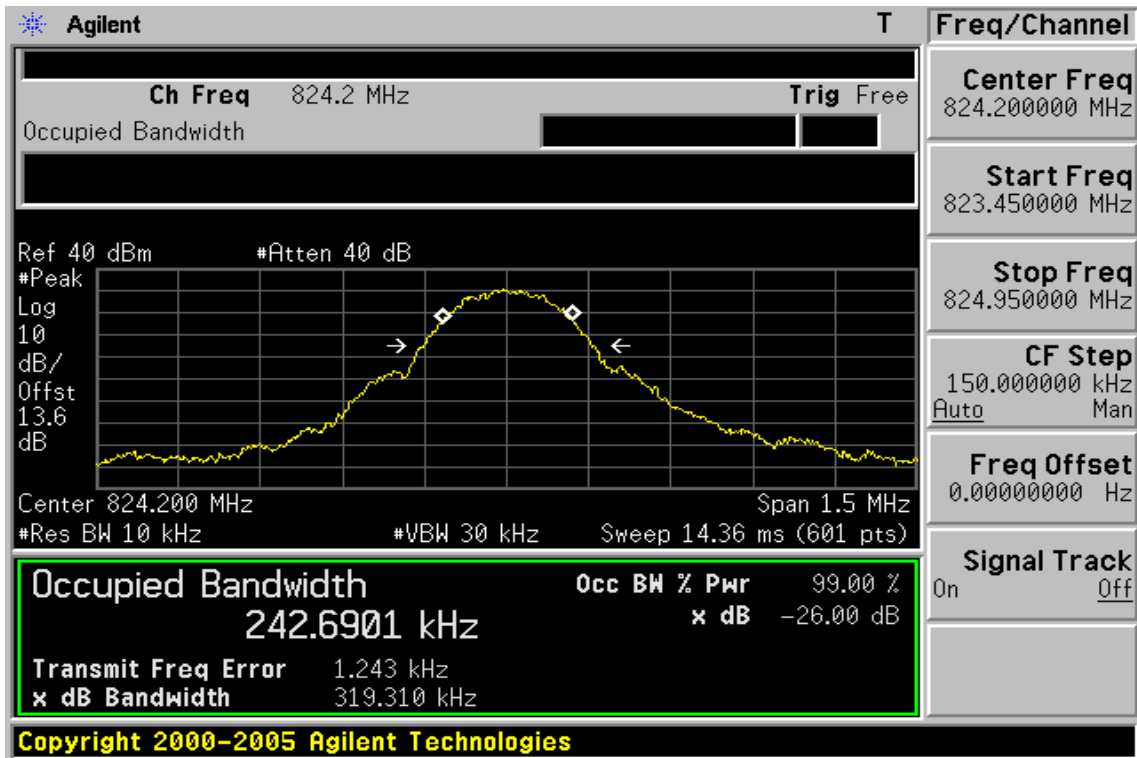 Agilent T Freq/Channel
Ch Freq 824.2 MHz Trig Free
Occupied Bandwidth
Center Freq
824.200000 MHz
Start Freq
823.450000 MHz
Stop Freq
824.950000 MHz
CF Step
150.000000 kHz
Auto Man
Freq Offset
0.00000000 Hz
Signal Track
On Off
Ref 40 dBm #Atten 40 dB
#Peak
Log
10
dB/
Offst
13.6
dB
Center 824.200 MHz Span 1.5 MHz
#Res BW 10 kHz #VBW 30 kHz Sweep 14.36 ms (601 pts)
Occupied Bandwidth Occ BW % Pwr 99.00 %
242.6901 kHz x dB -26.00 dB
Transmit Freq Error 1.243 kHz
x dB Bandwidth 319.310 kHz
Copyright 2000-2005 Agilent Technologies